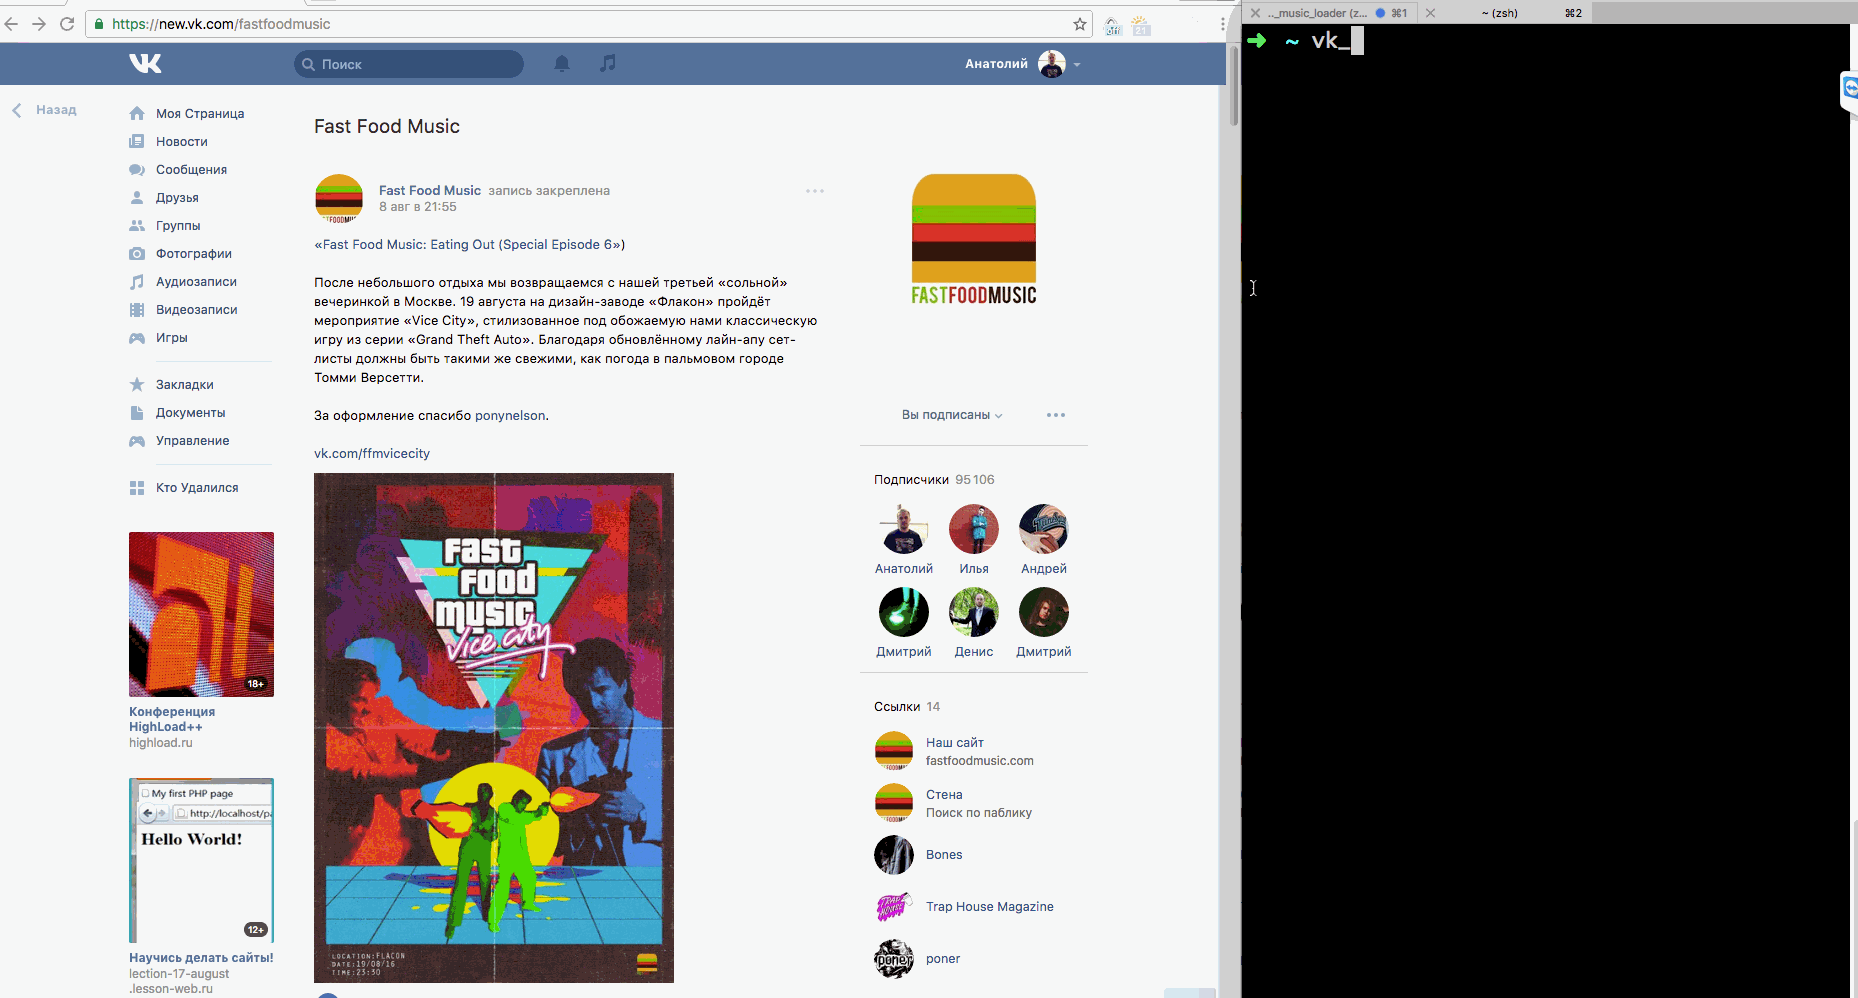 https://new.vk.com/fastfoodmusic
off
21
Поиск
Анатолий
Назад
Моя Страница
Новости
Сообщения
Друзья
Группы
Фотографии
Аудиозаписи
Видеозаписи
Игры
Закладки
Документы
Управление
Кто Удалился
18+
Конференция
HighLoad++
highload.ru
My first PHP page
http://localhost/pa
Hello World!
12+
Научись делать сайты!
lection-17-august
.lesson-web.ru
Fast Food Music
Fast Food Music запись закреплена
8 авг в 21:55
«Fast Food Music: Eating Out (Special Episode 6»)
После небольшого отдыха мы возвращаемся с нашей третьей «сольной»
вечеринкой в Москве. 19 августа на дизайн-заводе «Флакон» пройдёт
мероприятие «Vice City», стилизованное под обожаемую нами классическую
игру из серии «Grand Theft Auto». Благодаря обновлённому лайн-апу сет-
листы должны быть такими же свежими, как погода в пальмовом городе
Томми Версетти.
За оформление спасибо ponynelson.
vk.com/ffmvicecity
fast
food
music
vice city
LOCATION:FLACON
DATE:19/08/16
TIME:23:30
FASTFOODMUSIC
Вы подписаны
Подписчики 95 106
Анатолий
Илья
Андрей
Дмитрий
Денис
Дмитрий
Ссылки 14
Наш сайт
fastfoodmusic.com
Стена
Поиск по паблику
Bones
TRAP HOUSE
Trap House Magazine
poner
poner
.._music_loader (z... ⌘1
~ (zsh) ⌘2
➜ ~ vk_